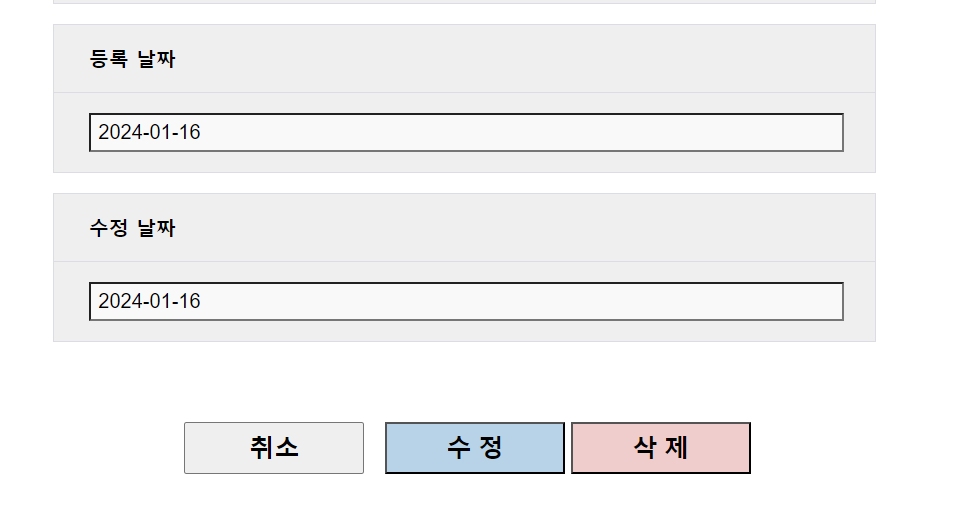 등록 날짜
2024-01-16
수정 날짜
2024-01-16
취소 수 정 삭 제